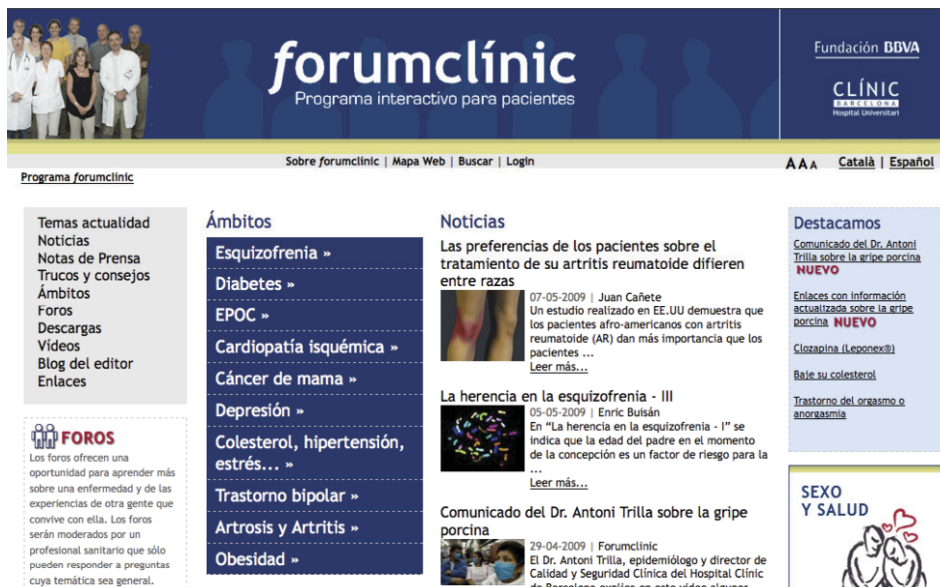 forumclínic
Programa interactivo para pacientes
Fundación BBVA
CLÍNIC
BARCELONA
Hospital Universitari
Sobre forumclínic | Mapa Web | Buscar | Login
A A A Català | Español
Programa forumclínic
Temas actualidad
Noticias
Notas de Prensa
Trucos y consejos
Ámbitos
Foros
Descargas
Vídeos
Blog del editor
Enlaces
FOROS
Los foros ofrecen una
oportunidad para aprender más
sobre una enfermedad y de las
experiencias de otra gente que
convive con ella. Los foros
serán moderados por un
profesional sanitario que sólo
pueden responder a preguntas
cuya temática sea general.
Ámbitos
Esquizofrenia »
Diabetes »
EPOC »
Cardiopatía isquémica »
Cáncer de mama »
Depresión »
Colesterol, hipertensión,
estrés... »
Trastorno bipolar »
Artrosis y Artritis »
Obesidad »
Noticias
Las preferencias de los pacientes sobre el
tratamiento de su artritis reumatoide difieren
entre razas
07-05-2009 | Juan Cañete
Un estudio realizado en EE.UU demuestra que
los pacientes afro-americanos con artritis
reumatoide (AR) dan más importancia que los
pacientes ...
Leer más...
La herencia en la esquizofrenia - III
05-05-2009 | Enric Buisán
En “La herencia en la esquizofrenia - I” se
indica que la edad del padre en el momento
de la concepción es un factor de riesgo para la
...
Leer más...
Comunicado del Dr. Antoni Trilla sobre la gripe
porcina
29-04-2009 | Forumclínic
El Dr. Antoni Trilla, epidemiólogo y director de
Calidad y Seguridad Clínica del Hospital Clínic
de Barcelona explica en este vídeo algunos
Destacamos
Comunicado del Dr. Antoni
Trilla sobre la gripe porcina
NUEVO
Enlaces con información
actualizada sobre la gripe
porcina NUEVO
Clozapina (Leponex®)
Baje su colesterol
Trastorno del orgasmo o
anorgasmia
SEXO
Y SALUD